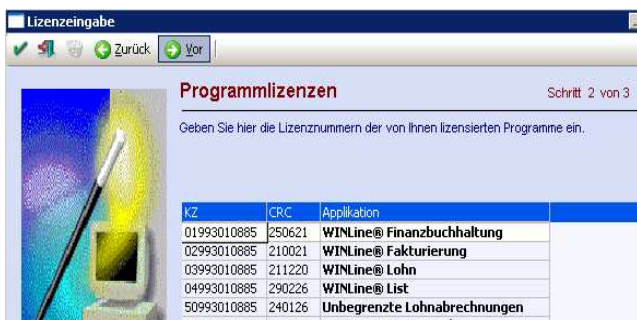 Lizenzeingabe
Zurück Vor
Programmlizenzen Schritt 2 von 3
Geben Sie hier die Lizenznummern der von Ihnen lizensierten Programme ein.
KZ CRC Applikation
01993010885 250621 WINLine® Finanzbuchhaltung
02993010885 210021 WINLine® Fakturierung
03993010885 211220 WINLine® Lohn
04993010885 290226 WINLine® List
50993010885 240126 Unbegrenzte Lohnabrechnungen